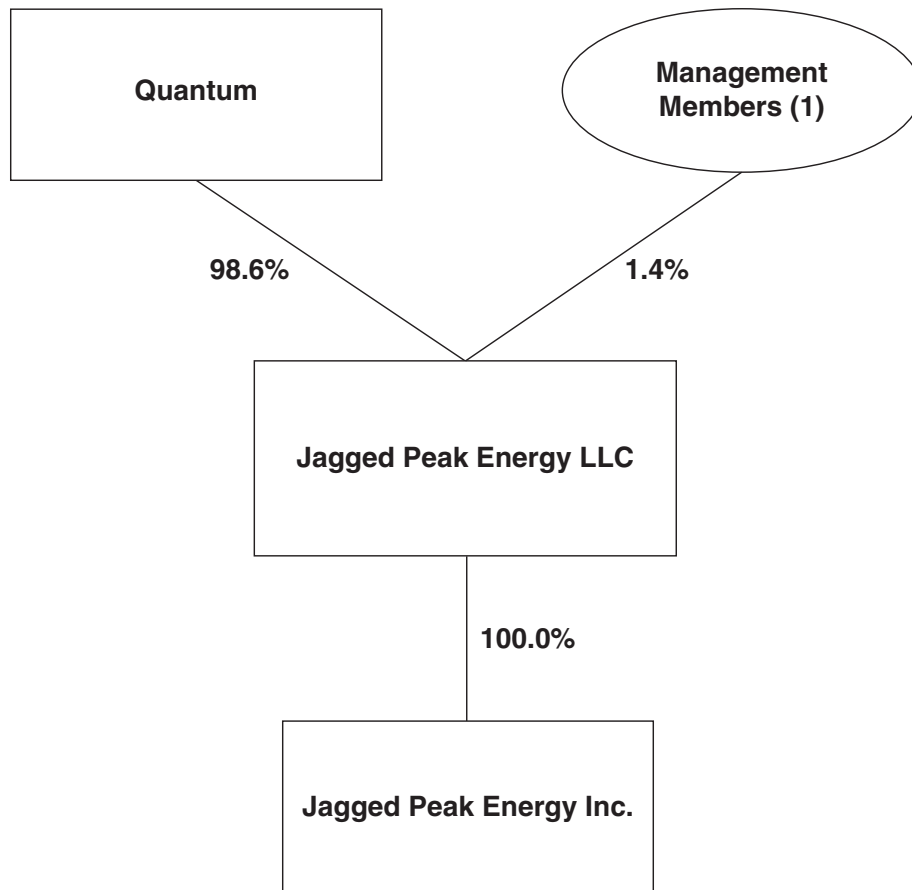 Quantum
Management
Members (1)
98.6%
1.4%
Jagged Peak Energy LLC
100.0%
Jagged Peak Energy Inc.